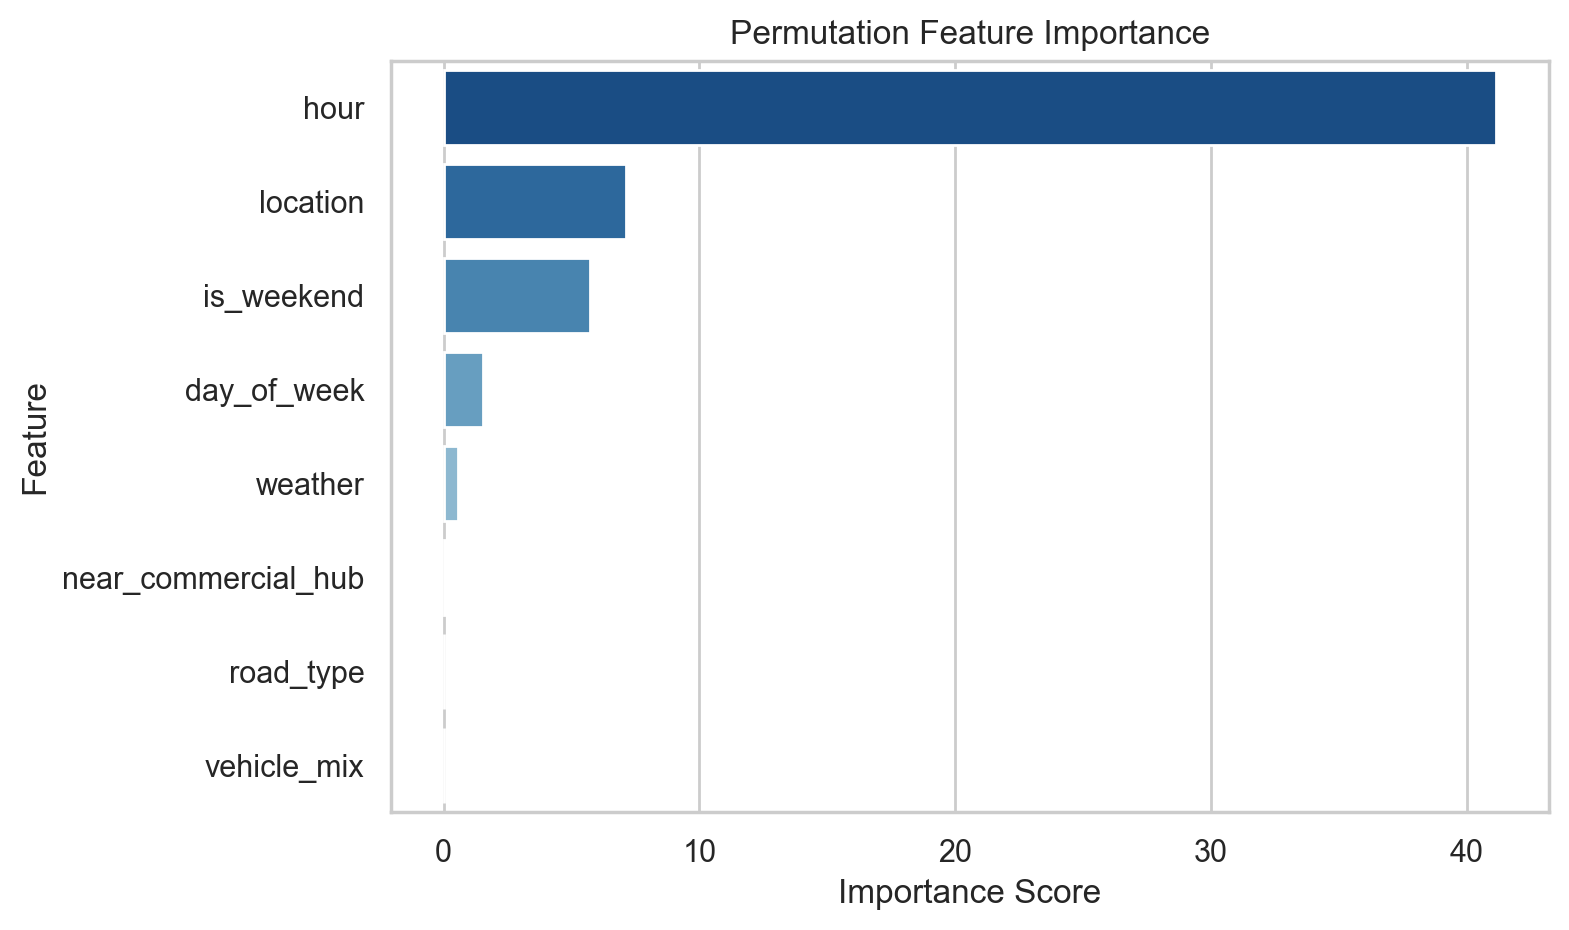 Permutation Feature Importance
Feature
hour
location
is_weekend
day_of_week
weather
near_commercial_hub
road_type
vehicle_mix
0 10 20 30 40
Importance Score